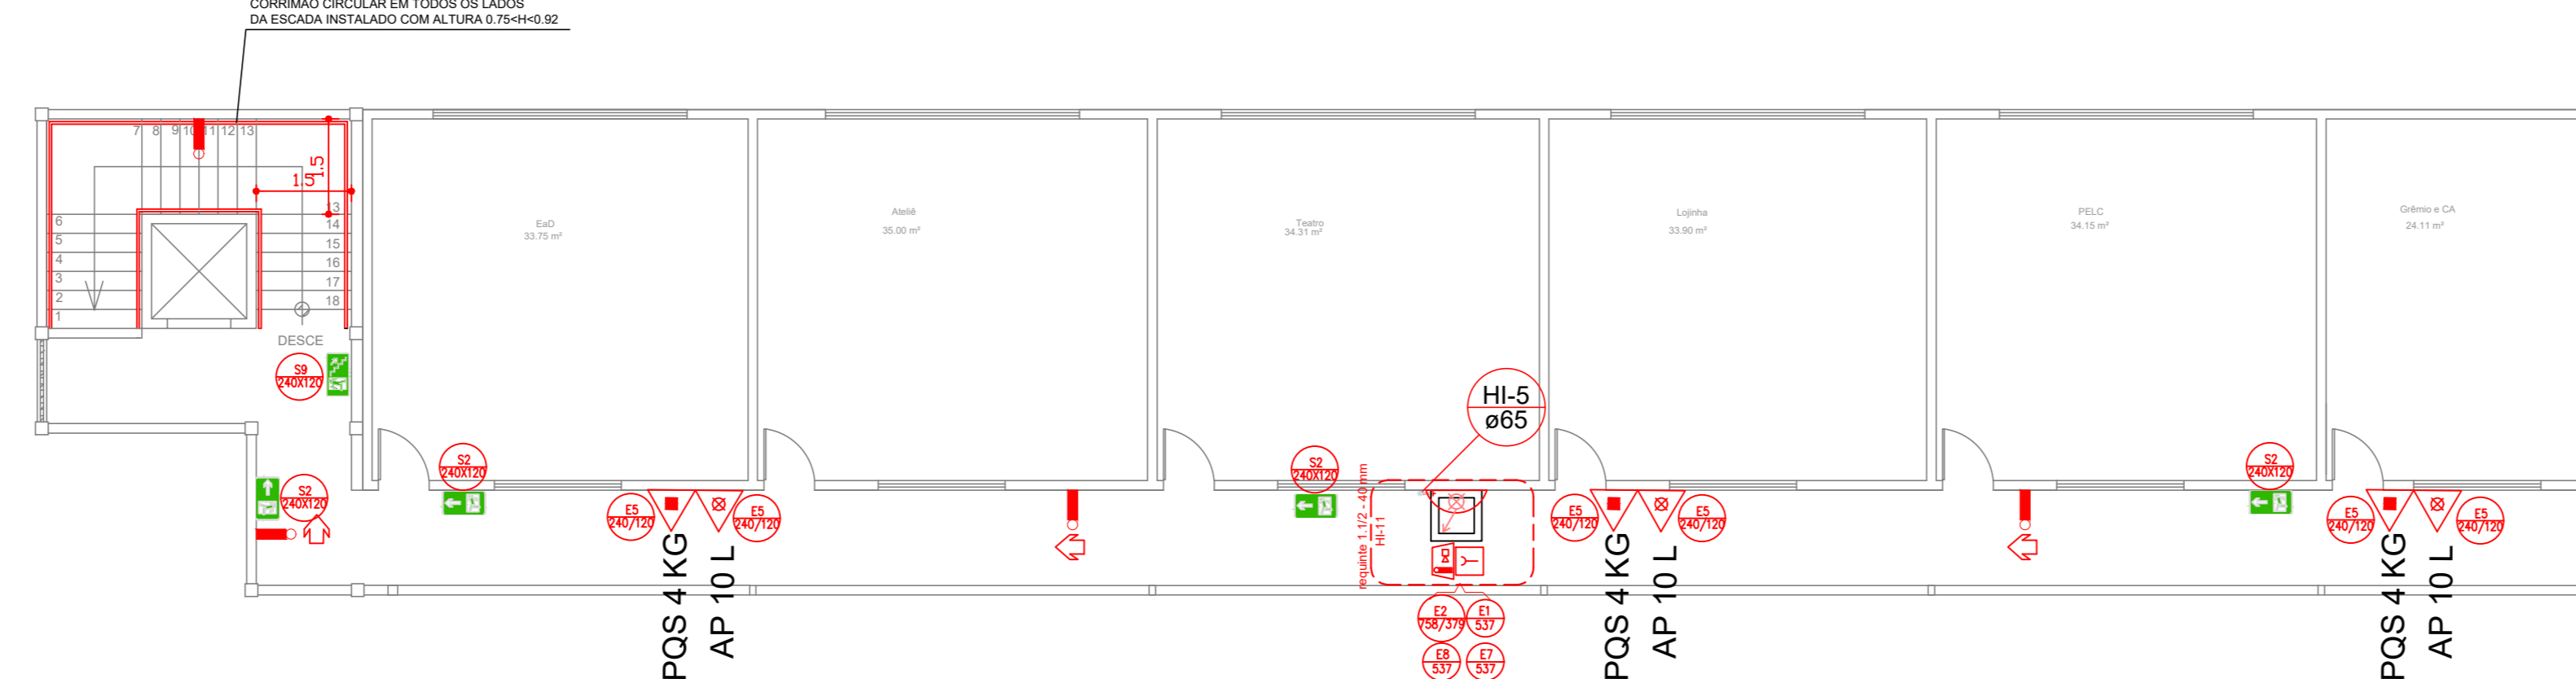 CORRIMÃO CIRCULAR EM TODOS OS LADOS
DA ESCADA INSTALADO COM ALTURA 0.75<H<0.92
7 8 9 10 11 12 13
1.5
1.5
6
5
4
3
2
1
13
14
15
16
17
18
DESCE
S9
240X120
S2
240X120
EaD
33.75 m²
Ateliê
35.00 m²
Teatro
34.31 m²
Lojinha
33.90 m²
PELC
34.15 m²
Grêmio e CA
24.11 m²
S2
240X120
E5
240/120
PQS 4 KG
AP 10 L
E5
240/120
S2
240X120
requinte 1.1/2 - 40 mm
HI-11
HI-5
ø65
E2
758/379
E1
537
E8
537
E7
537
E5
240/120
PQS 4 KG
AP 10 L
E5
240/120
S2
240X120
E5
240/120
PQS 4 KG
AP 10 L
E5
240/120